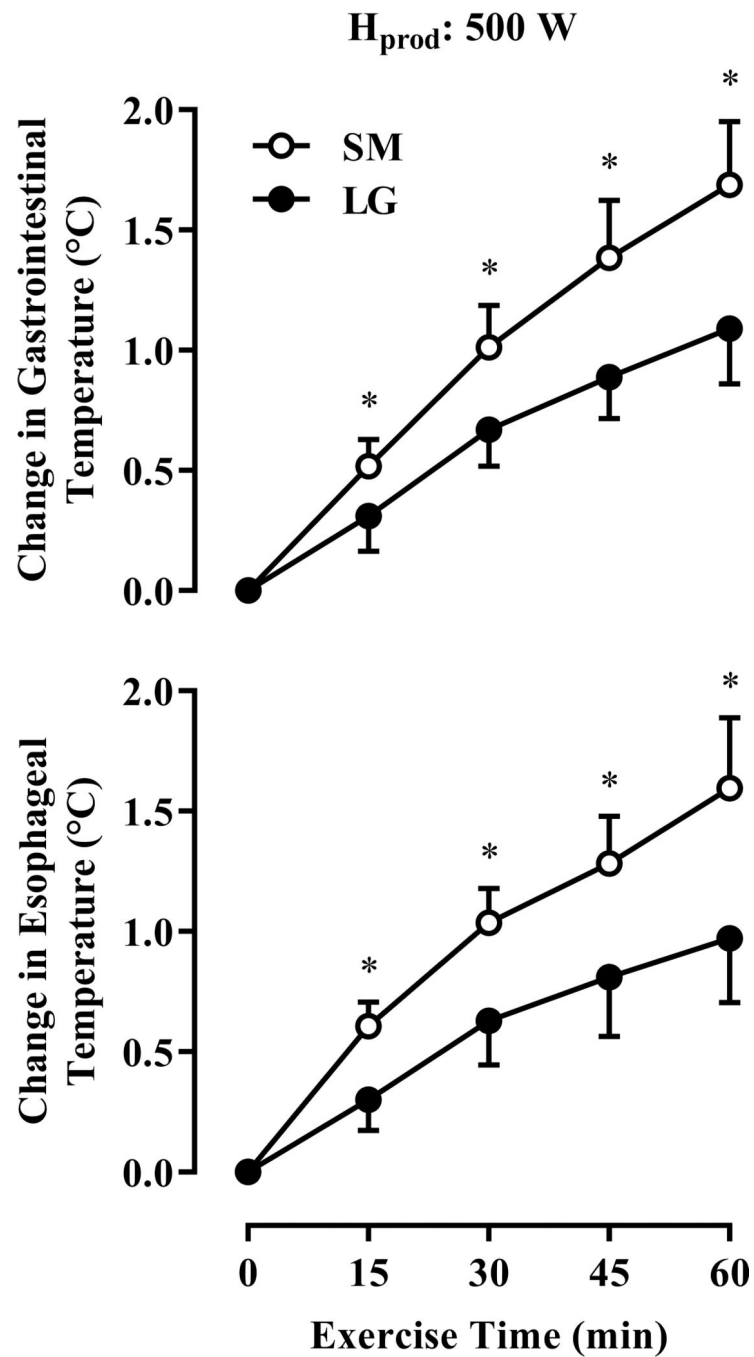 Hprod: 500 W
Change in Gastrointestinal
Temperature (°C)
2.0
1.5
1.0
0.5
0.0
SM
LG
*
*
*
*
Change in Esophageal
Temperature (°C)
2.0
1.5
1.0
0.5
0.0
*
*
*
*
0 15 30 45 60
Exercise Time (min)